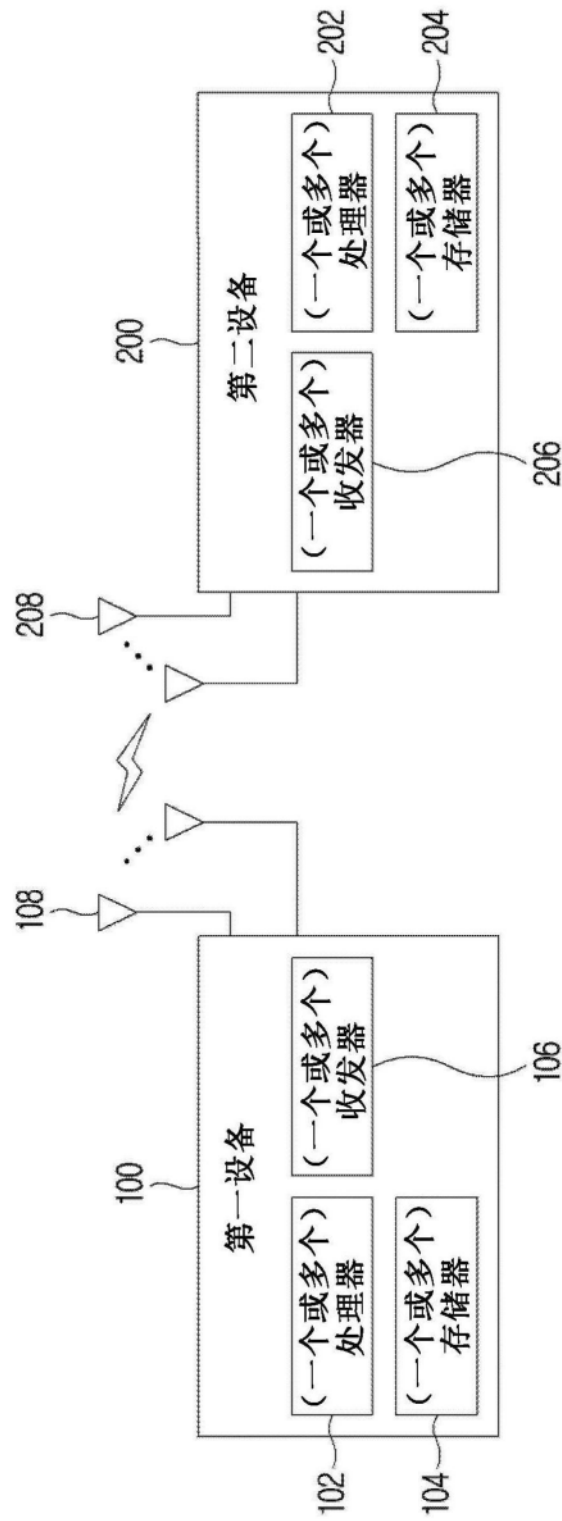 108
208
100
200
第一设备
第二设备
(一个或多个)
处理器
(一个或多个)
收发器
(一个或多个)
收发器
(一个或多个)
处理器
202
102
(一个或多个)
存储器
(一个或多个)
存储器
204
104
106
206